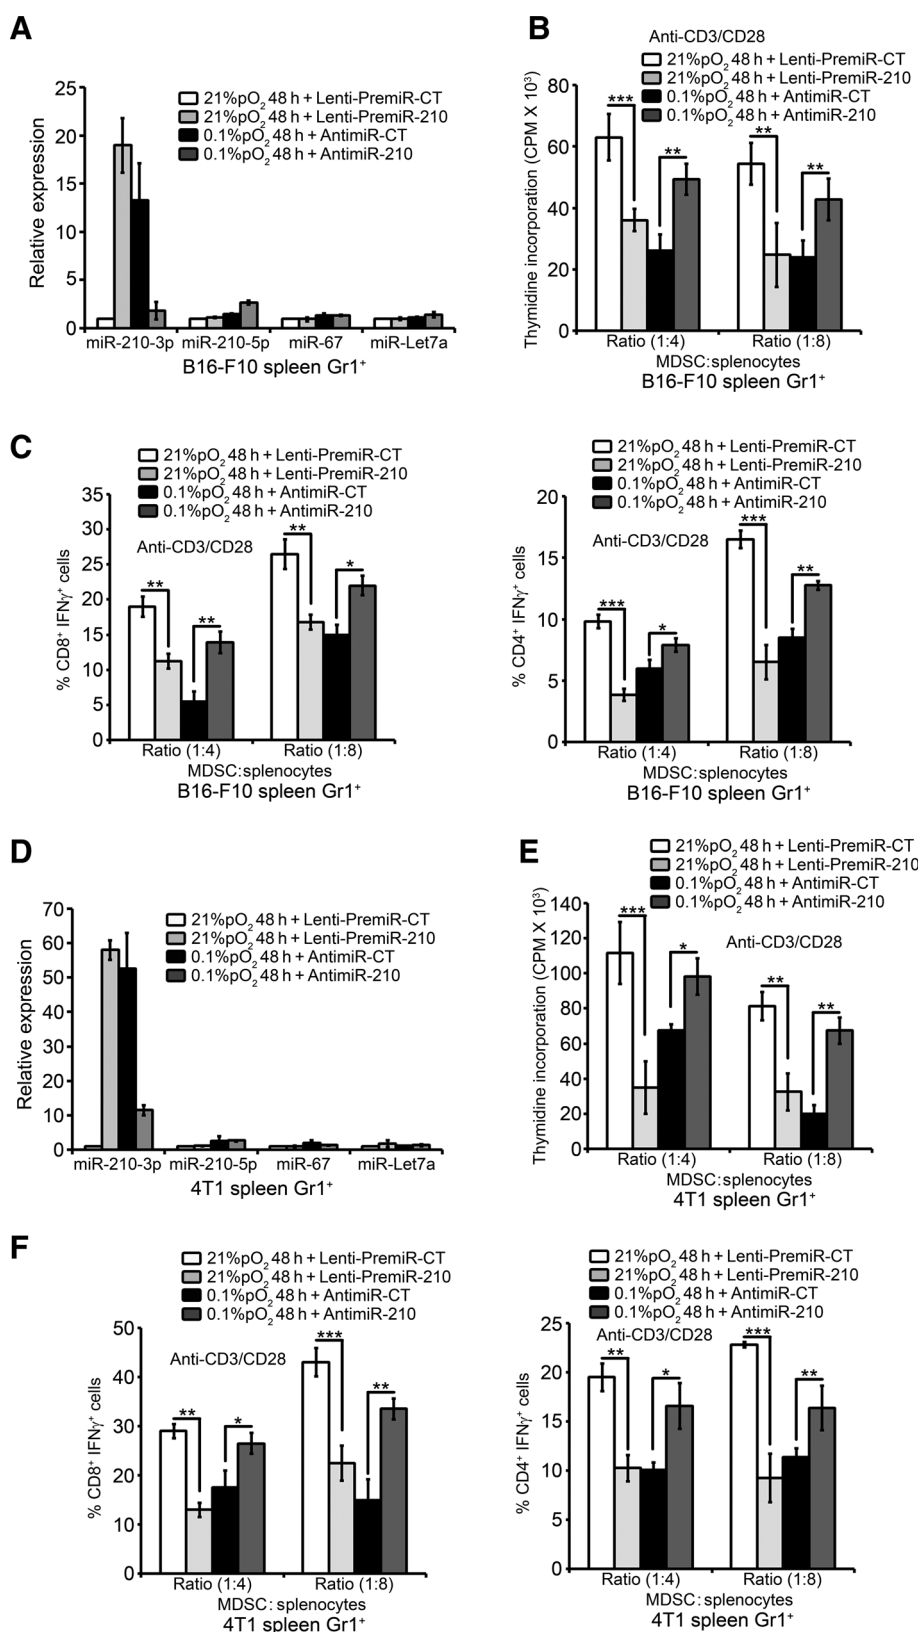 A
21%pO2 48 h + Lenti-PremiR-CT
21%pO2 48 h + Lenti-PremiR-210
0.1%pO2 48 h + AntimiR-CT
0.1%pO2 48 h + AntimiR-210
Relative expression
25
20
15
10
5
0
miR-210-3p miR-210-5p miR-67 miR-Let7a
B16-F10 spleen Gr1+
B
Anti-CD3/CD28
21%pO2 48 h + Lenti-PremiR-CT
21%pO2 48 h + Lenti-PremiR-210
0.1%pO2 48 h + AntimiR-CT
0.1%pO2 48 h + AntimiR-210
Thymidine incorporation (CPM X 10³)
80
60
40
20
0
*** ** ** **
Ratio (1:4) Ratio (1:8)
MDSC:splenocytes
B16-F10 spleen Gr1+
C
21%pO2 48 h + Lenti-PremiR-CT
21%pO2 48 h + Lenti-PremiR-210
0.1%pO2 48 h + AntimiR-CT
0.1%pO2 48 h + AntimiR-210
Anti-CD3/CD28
% CD8+ IFNγ+ cells
35
30
25
20
15
10
5
0
** ** ** *
Ratio (1:4) Ratio (1:8)
MDSC:splenocytes
B16-F10 spleen Gr1+
21%pO2 48 h + Lenti-PremiR-CT
21%pO2 48 h + Lenti-PremiR-210
0.1%pO2 48 h + AntimiR-CT
0.1%pO2 48 h + AntimiR-210
Anti-CD3/CD28
% CD4+ IFNγ+ cells
20
15
10
5
0
*** * *** **
Ratio (1:4) Ratio (1:8)
MDSC:splenocytes
B16-F10 spleen Gr1+
D
21%pO2 48 h + Lenti-PremiR-CT
21%pO2 48 h + Lenti-PremiR-210
0.1%pO2 48 h + AntimiR-CT
0.1%pO2 48 h + AntimiR-210
Relative expression
70
60
50
40
30
20
10
0
miR-210-3p miR-210-5p miR-67 miR-Let7a
4T1 spleen Gr1+
E
21%pO2 48 h + Lenti-PremiR-CT
21%pO2 48 h + Lenti-PremiR-210
0.1%pO2 48 h + AntimiR-CT
0.1%pO2 48 h + AntimiR-210
Anti-CD3/CD28
Thymidine incorporation (CPM X 10³)
140
120
100
80
60
40
20
0
*** * ** **
Ratio (1:4) Ratio (1:8)
MDSC:splenocytes
4T1 spleen Gr1+
F
21%pO2 48 h + Lenti-PremiR-CT
21%pO2 48 h + Lenti-PremiR-210
0.1%pO2 48 h + AntimiR-CT
0.1%pO2 48 h + AntimiR-210
Anti-CD3/CD28
% CD8+ IFNγ+ cells
50
40
30
20
10
0
** * *** **
Ratio (1:4) Ratio (1:8)
MDSC: splenocytes
4T1 spleen Gr1+
21%pO2 48 h + Lenti-PremiR-CT
21%pO2 48 h + Lenti-PremiR-210
0.1%pO2 48 h + AntimiR-CT
0.1%pO2 48 h + AntimiR-210
Anti-CD3/CD28
% CD4+ IFNγ+ cells
25
20
15
10
5
0
** * *** **
Ratio (1:4) Ratio (1:8)
MDSC: splenocytes
4T1 spleen Gr1+